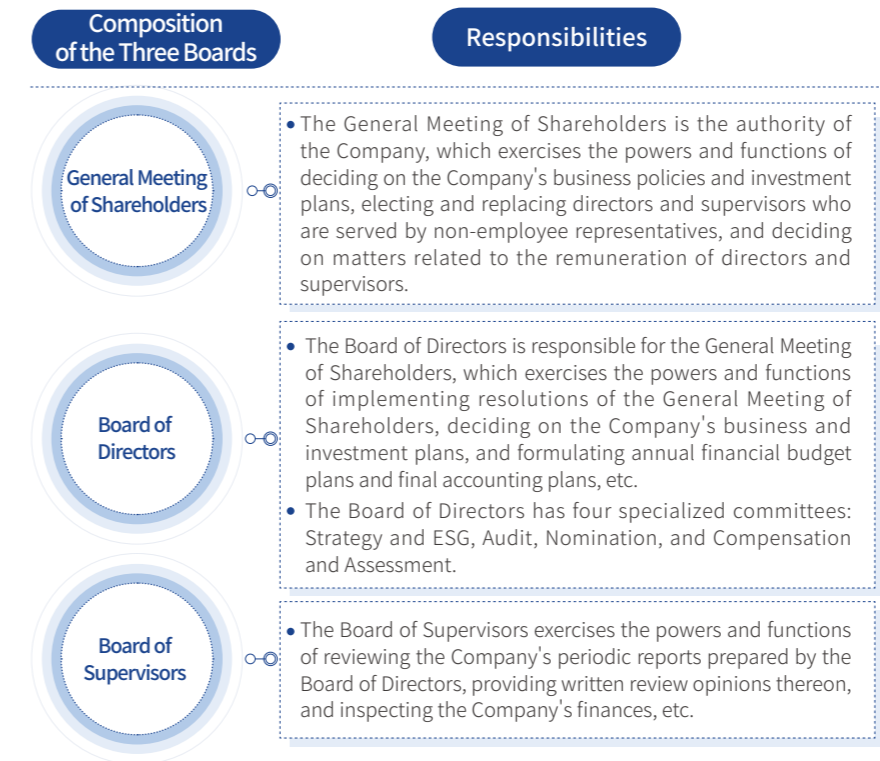 Composition
of the Three Boards
Responsibilities
General Meeting
of Shareholders
• The General Meeting of Shareholders is the authority of
the Company, which exercises the powers and functions of
deciding on the Company's business policies and investment
plans, electing and replacing directors and supervisors who
are served by non-employee representatives, and deciding
on matters related to the remuneration of directors and
supervisors.
Board of
Directors
• The Board of Directors is responsible for the General Meeting
of Shareholders, which exercises the powers and functions
of implementing resolutions of the General Meeting of
Shareholders, deciding on the Company's business and
investment plans, and formulating annual financial budget
plans and final accounting plans, etc.
• The Board of Directors has four specialized committees:
Strategy and ESG, Audit, Nomination, and Compensation
and Assessment.
Board of
Supervisors
• The Board of Supervisors exercises the powers and functions
of reviewing the Company's periodic reports prepared by the
Board of Directors, providing written review opinions thereon,
and inspecting the Company's finances, etc.